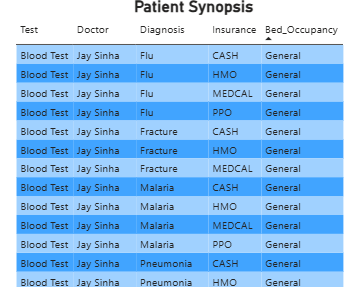 Patient Synopsis
Test Doctor Diagnosis Insurance Bed_Occupancy
Blood Test Jay Sinha Flu CASH General
Blood Test Jay Sinha Flu HMO General
Blood Test Jay Sinha Flu MEDCAL General
Blood Test Jay Sinha Flu PPO General
Blood Test Jay Sinha Fracture CASH General
Blood Test Jay Sinha Fracture HMO General
Blood Test Jay Sinha Fracture MEDCAL General
Blood Test Jay Sinha Malaria CASH General
Blood Test Jay Sinha Malaria HMO General
Blood Test Jay Sinha Malaria MEDCAL General
Blood Test Jay Sinha Malaria PPO General
Blood Test Jay Sinha Pneumonia CASH General
Blood Test Jay Sinha Pneumonia HMO General